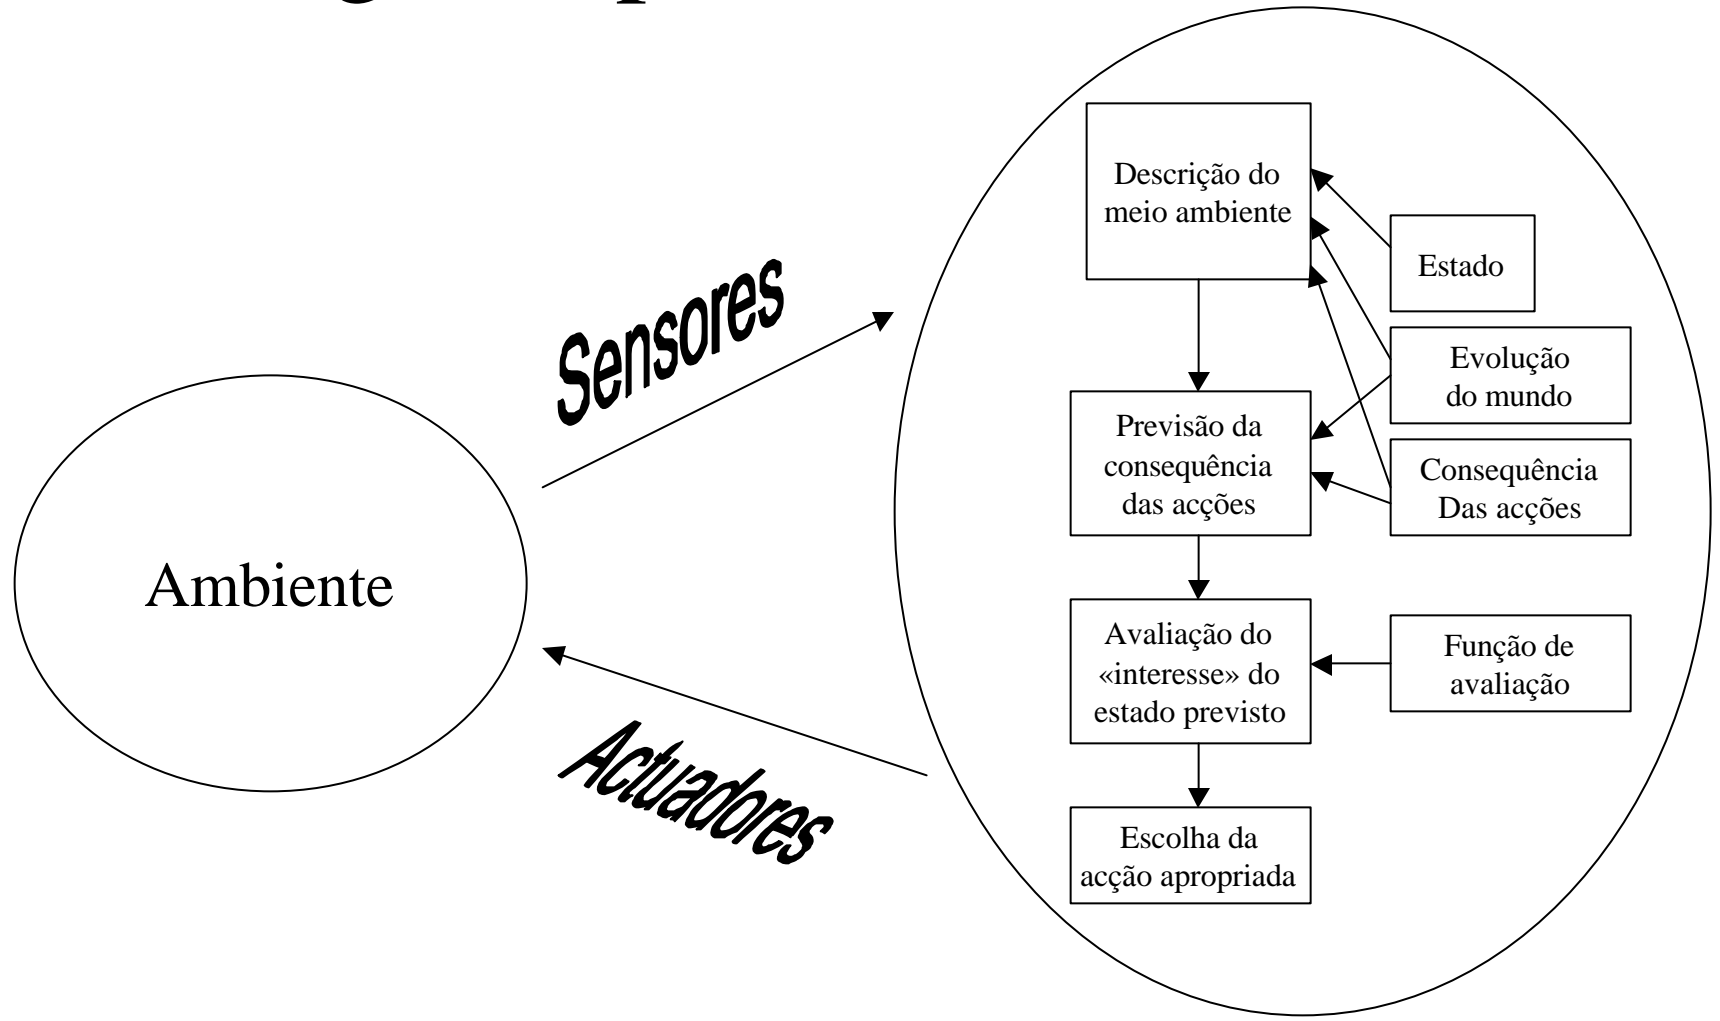 Descrição do
meio ambiente
Estado
Sensores
Evolução
do mundo
Previsão da
consequência
das acções
Consequência
Das acções
Ambiente
Avaliação do
«interesse» do
estado previsto
Função de
avaliação
Actuadores
Escolha da
acção apropriada